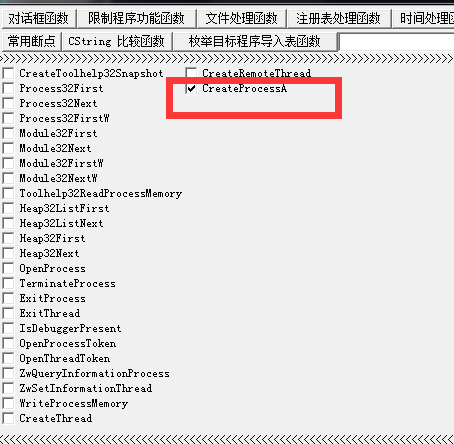 对话框函数 限制程序功能函数 文件处理函数 注册表处理函数 时间处理
常用断点 CString 比较函数 校举目标程序导入表函数
CreateToolhelp32Snapshot CreateRemoteThread
Process32First CreateProcessA
Process32Next
Process32FirstW
Module32First
Module32Next
Module32FirstW
Module32NextW
Toolhelp32ReadProcessMemory
Heap32ListFirst
Heap32ListNext
Heap32First
Heap32Next
OpenProcess
TerminateProcess
ExitProcess
ExitThread
IsDebuggerPresent
OpenProcessToken
OpenThreadToken
ZwQueryInformationProcess
ZwSetInformationThread
WriteProcessMemory
CreateThread